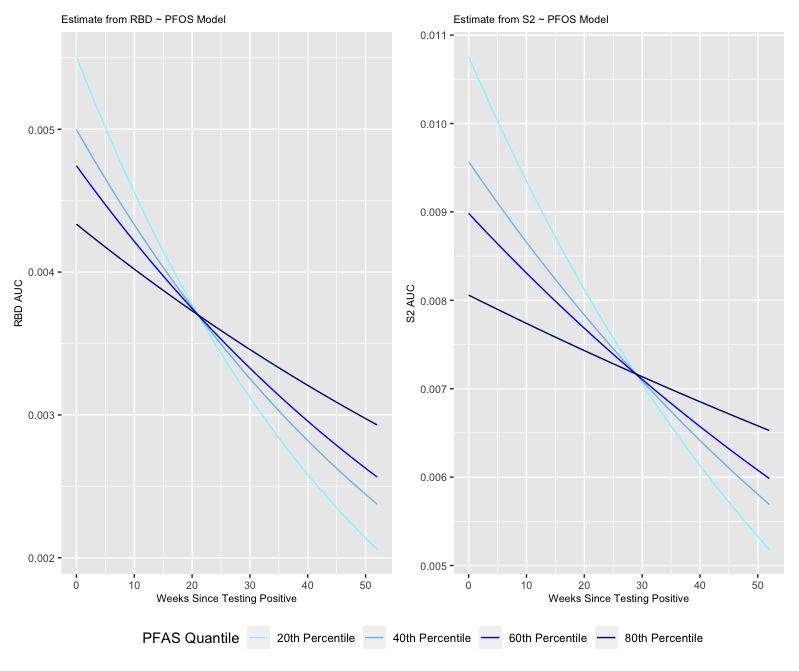 Estimate from RBD ~ PFOS Model
RBD AUC
0.005
0.004
0.003
0.002
0 10 20 30 40 50
Weeks Since Testing Positive
Estimate from S2 ~ PFOS Model
S2 AUC
0.011
0.010
0.009
0.008
0.007
0.006
0.005
0 10 20 30 40 50
Weeks Since Testing Positive
PFAS Quantile 20th Percentile 40th Percentile 60th Percentile 80th Percentile